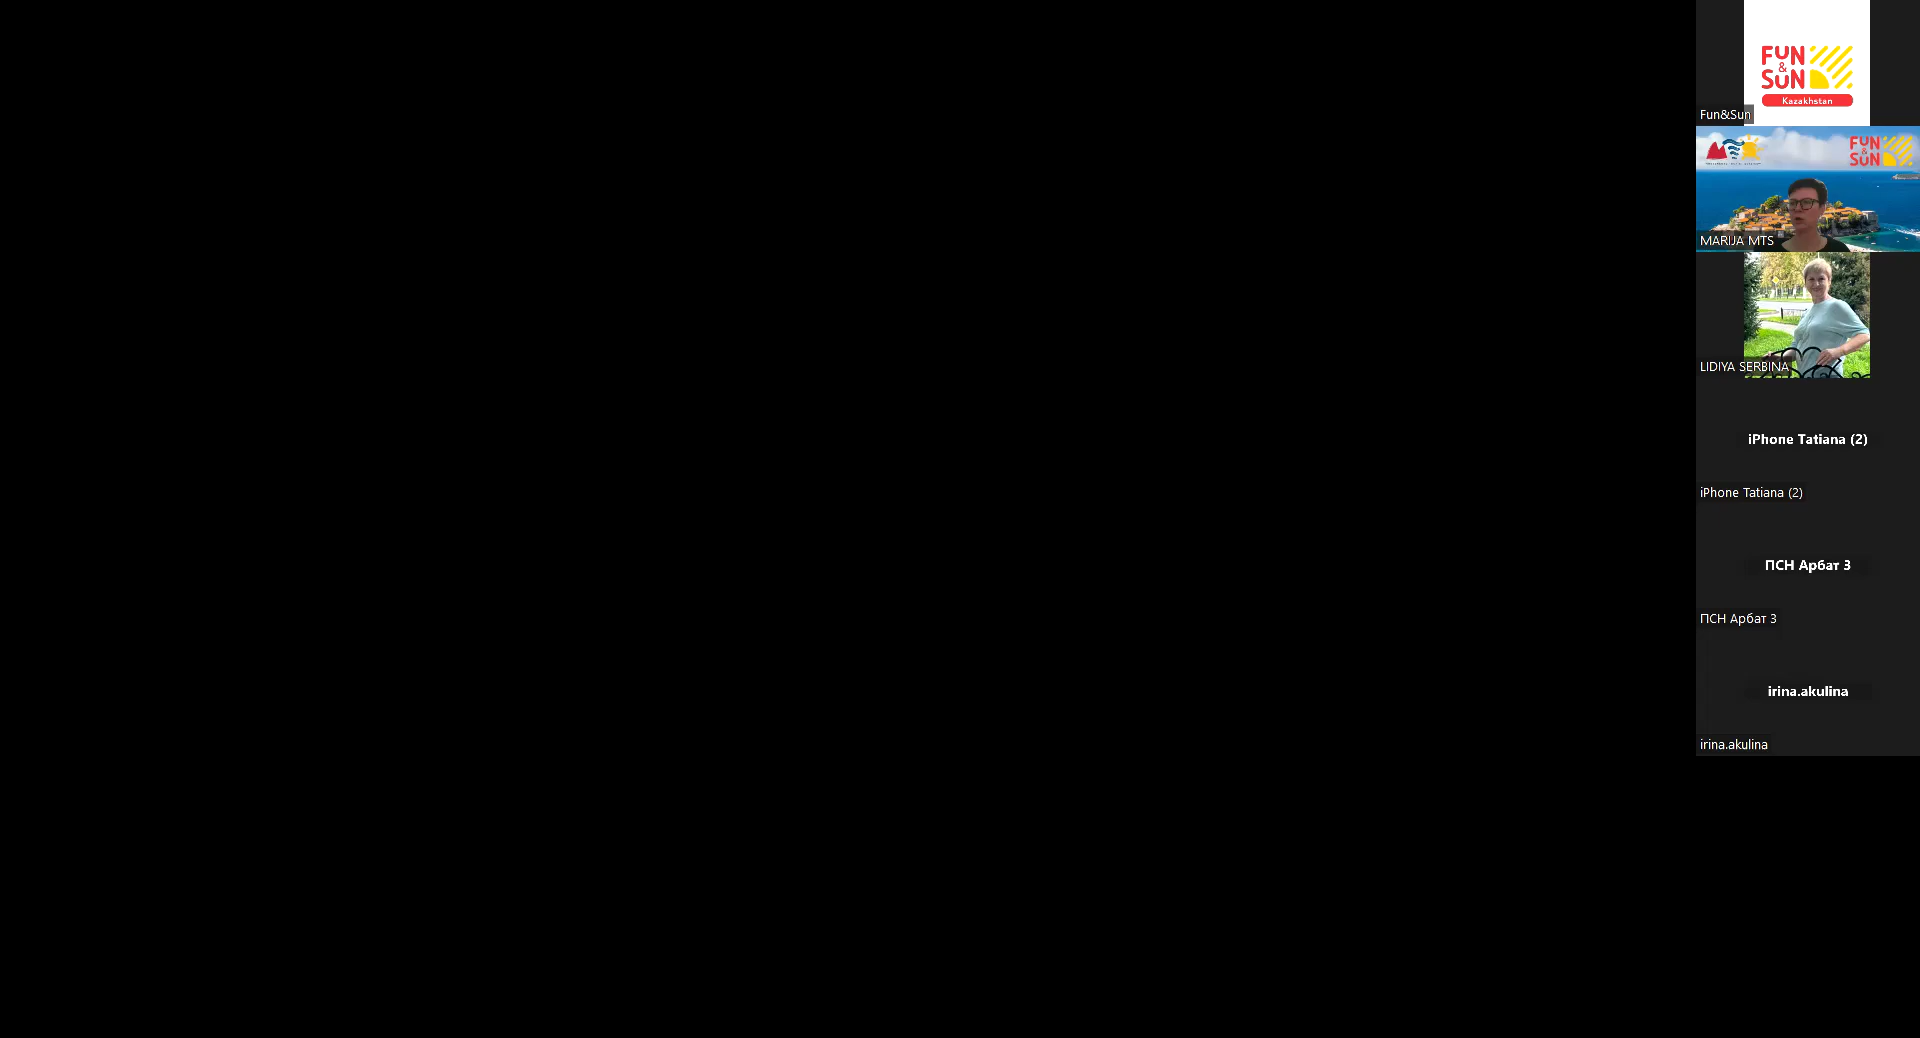 FUN
&
SUN
Kazakhstan
Fun&Sun
FUN
&
SUN
MARIJA MTS
LIDIYA SERBINA
iPhone Tatiana (2)
iPhone Tatiana (2)
ПСН Арбат 3
ПСН Арбат 3
irina.akulina
irina.akulina